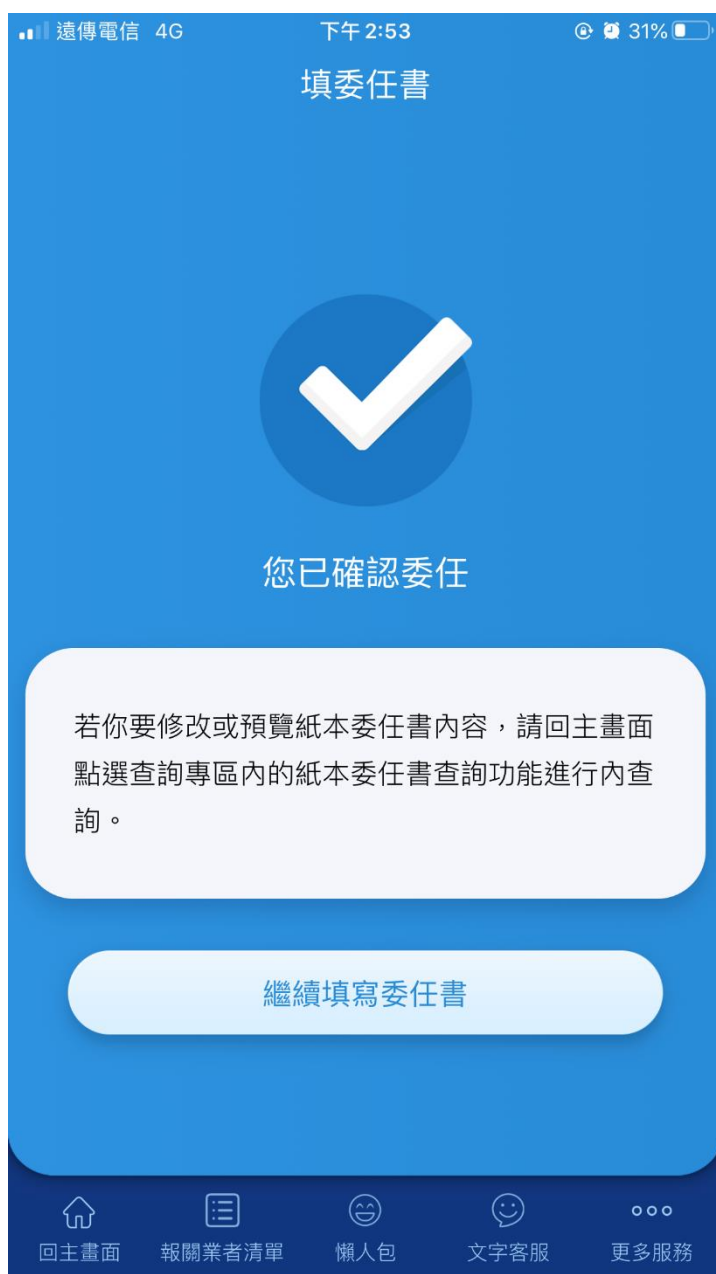 遠傳電信 4G 下午 2:53 31%
填委任書
您已確認委任
若你要修改或預覽紙本委任書內容，請回主畫面
點選查詢專區內的紙本委任書查詢功能進行內查
詢。
繼續填寫委任書
回主畫面 報關業者清單 懶人包 文字客服 更多服務